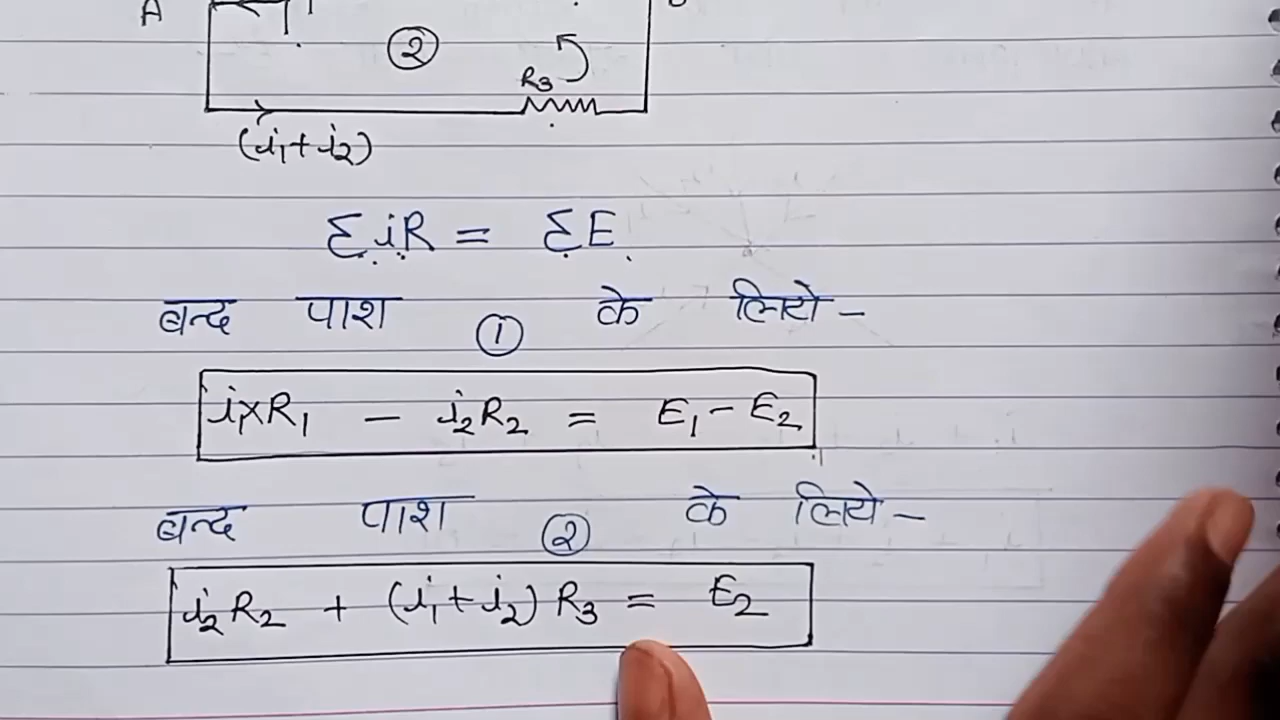 A
②
R₃
(i₁+i₂)
ΣiR = ΣE
बन्द पाश ① के लिये–
i₁×R₁ – i₂R₂ = E₁–E₂
बन्द पाश ② के लिये–
i₂R₂ + (i₁+i₂)R₃ = E₂